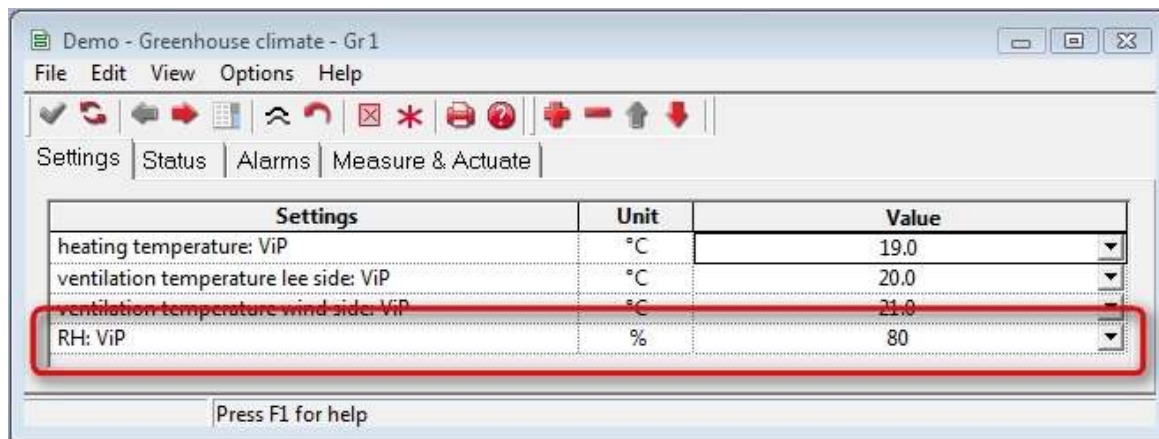 Demo - Greenhouse climate - Gr 1
File Edit View Options Help
Settings Status Alarms Measure & Actuate
Settings Unit Value
heating temperature: ViP °C 19.0
ventilation temperature lee side: ViP °C 20.0
ventilation temperature wind side: ViP °C 21.0
RH: ViP % 80
Press F1 for help